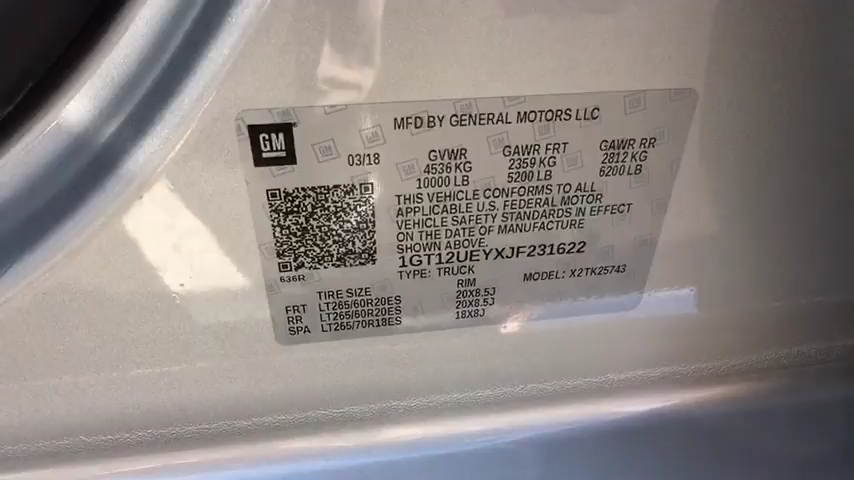 MFD BY GENERAL MOTORS LLC
GM
03/18 GVWR GAWR FRT GAWR RR
4536 KG 2359 KG 2812 KG
10000 LB 5200 LB 6200 LB
THIS VEHICLE CONFORMS TO ALL
APPLICABLE U.S. FEDERAL MOTOR
VEHICLE SAFETY STANDARDS IN EFFECT
ON THE DATE OF MANUFACTURE
SHOWN ABOVE.
1GT12UEYXJF231622
636R
TYPE: TRUCK MODEL: X2TK25743
TIRE SIZE RIM
FRT LT265/60R20ES 20X8.5J
RR LT265/60R20ES 20X8.5J
SPA LT265/70R18ES 18X8J